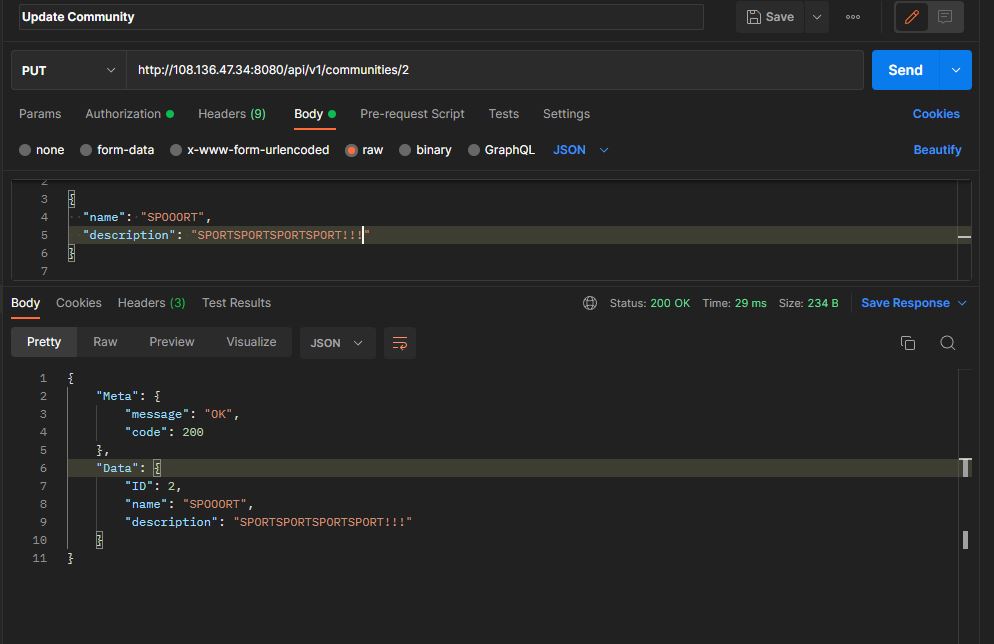 Update Community
Save
PUT
http://108.136.47.34:8080/api/v1/communities/2
Send
Params Authorization Headers (9) Body Pre-request Script Tests Settings Cookies
none form-data x-www-form-urlencoded raw binary GraphQL JSON Beautify
2
3 {
4 "name": "SPOOORT",
5 "description": "SPORTSPORTSPORTSPORT!!!"
6 }
7
Body Cookies Headers (3) Test Results Status: 200 OK Time: 29 ms Size: 234 B Save Response
Pretty Raw Preview Visualize JSON
1 {
2 "Meta": {
3 "message": "OK",
4 "code": 200
5 },
6 "Data": {
7 "ID": 2,
8 "name": "SPOOORT",
9 "description": "SPORTSPORTSPORTSPORT!!!"
10 }
11 }